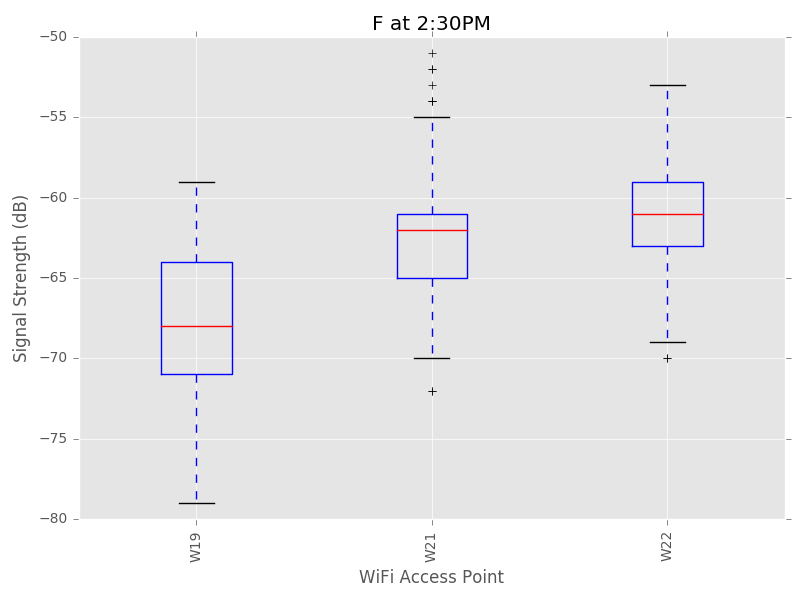 F at 2:30PM
−50
−55
−60
−65
−70
−75
−80
Signal Strength (dB)
W19
W21
W22
WiFi Access Point